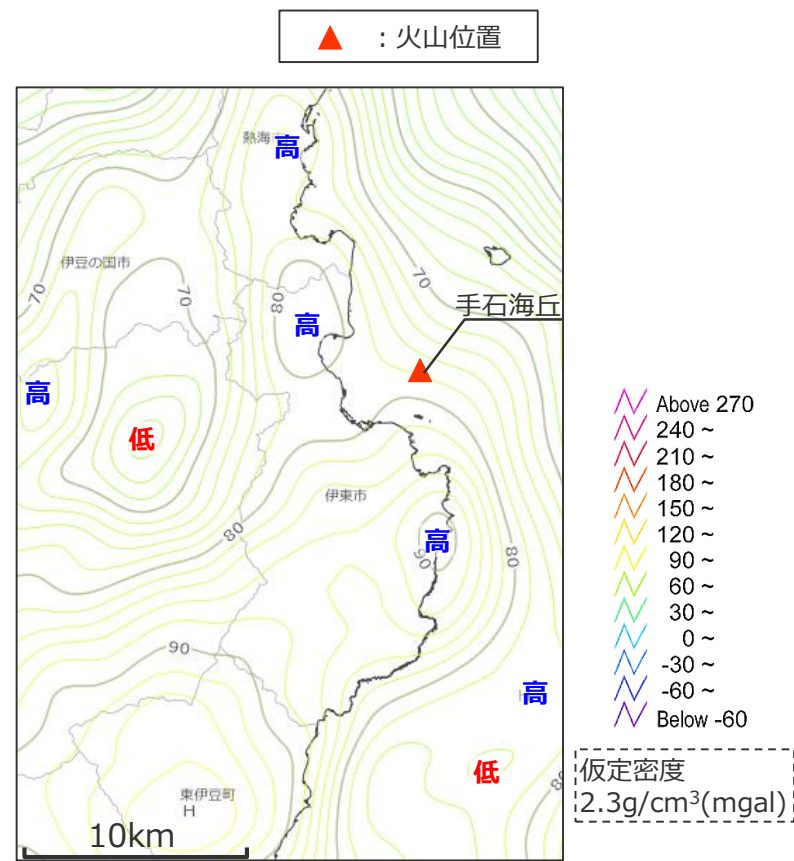 ：火山位置
熱海
高
伊豆の国市
70
70
手石海丘
70
80
高
高
低
伊東市
80
高
90
80
90
高
低
80
東伊豆町
H
10km
Above 270
240 ~
210 ~
180 ~
150 ~
120 ~
90 ~
60 ~
30 ~
0 ~
-30 ~
-60 ~
Below -60
仮定密度
2.3g/cm³(mgal)